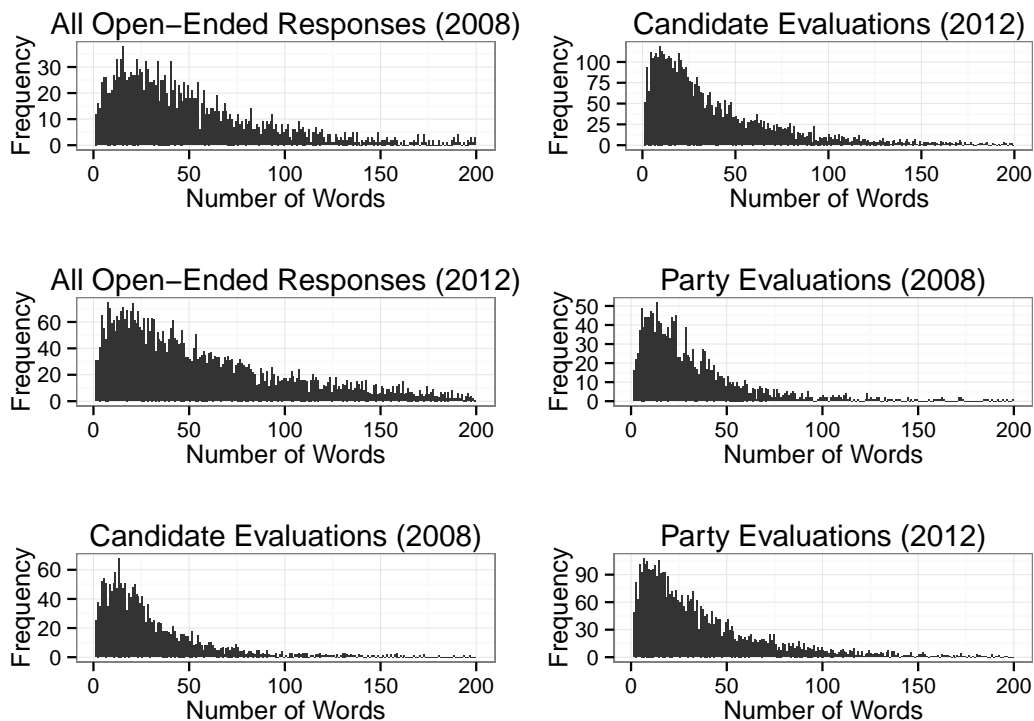 All Open−Ended Responses (2008)
Frequency
30
20
10
0
0 50 100 150 200
Number of Words
Candidate Evaluations (2012)
Frequency
100
75
50
25
0
0 50 100 150 200
Number of Words
All Open−Ended Responses (2012)
Frequency
60
40
20
0
0 50 100 150 200
Number of Words
Party Evaluations (2008)
Frequency
50
40
30
20
10
0
0 50 100 150 200
Number of Words
Candidate Evaluations (2008)
Frequency
60
40
20
0
0 50 100 150 200
Number of Words
Party Evaluations (2012)
Frequency
90
60
30
0
0 50 100 150 200
Number of Words